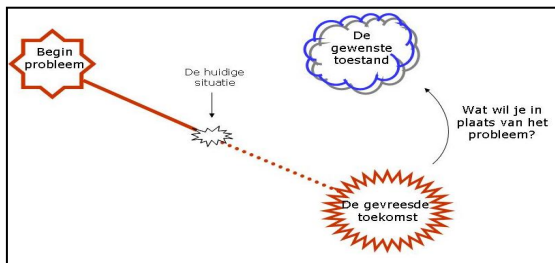 Begin
probleem
De huidige
situatie
De
gewenste
toestand
Wat wil je in
plaats van het
probleem?
De gevreesde
toekomst